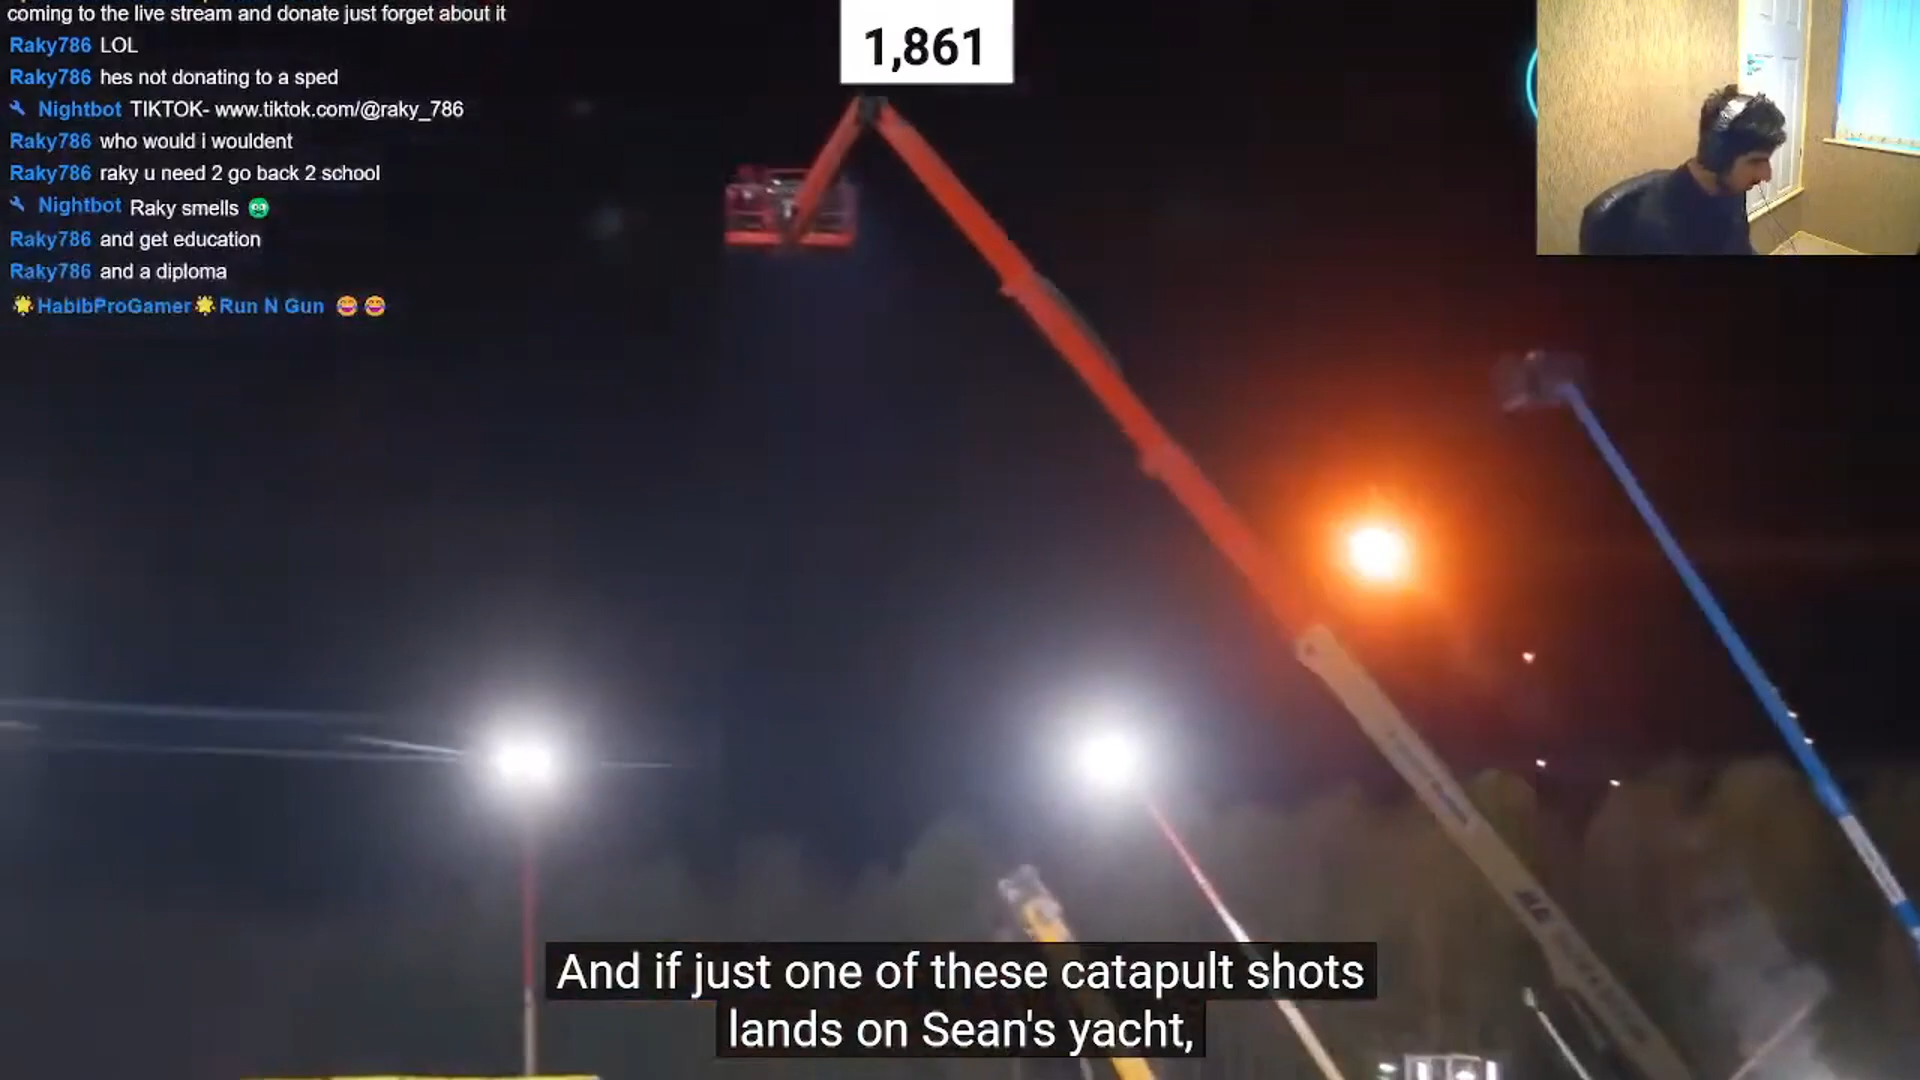 coming to the live stream and donate just forget about it
Raky786 LOL
Raky786 hes not donating to a sped
Nightbot TIKTOK- www.tiktok.com/@raky_786
Raky786 who would i wouldent
Raky786 raky u need 2 go back 2 school
Nightbot Raky smells 🤢
Raky786 and get education
Raky786 and a diploma
🌟HabibProGamer🌟Run N Gun 😂 😂
1,861
And if just one of these catapult shots
lands on Sean's yacht,